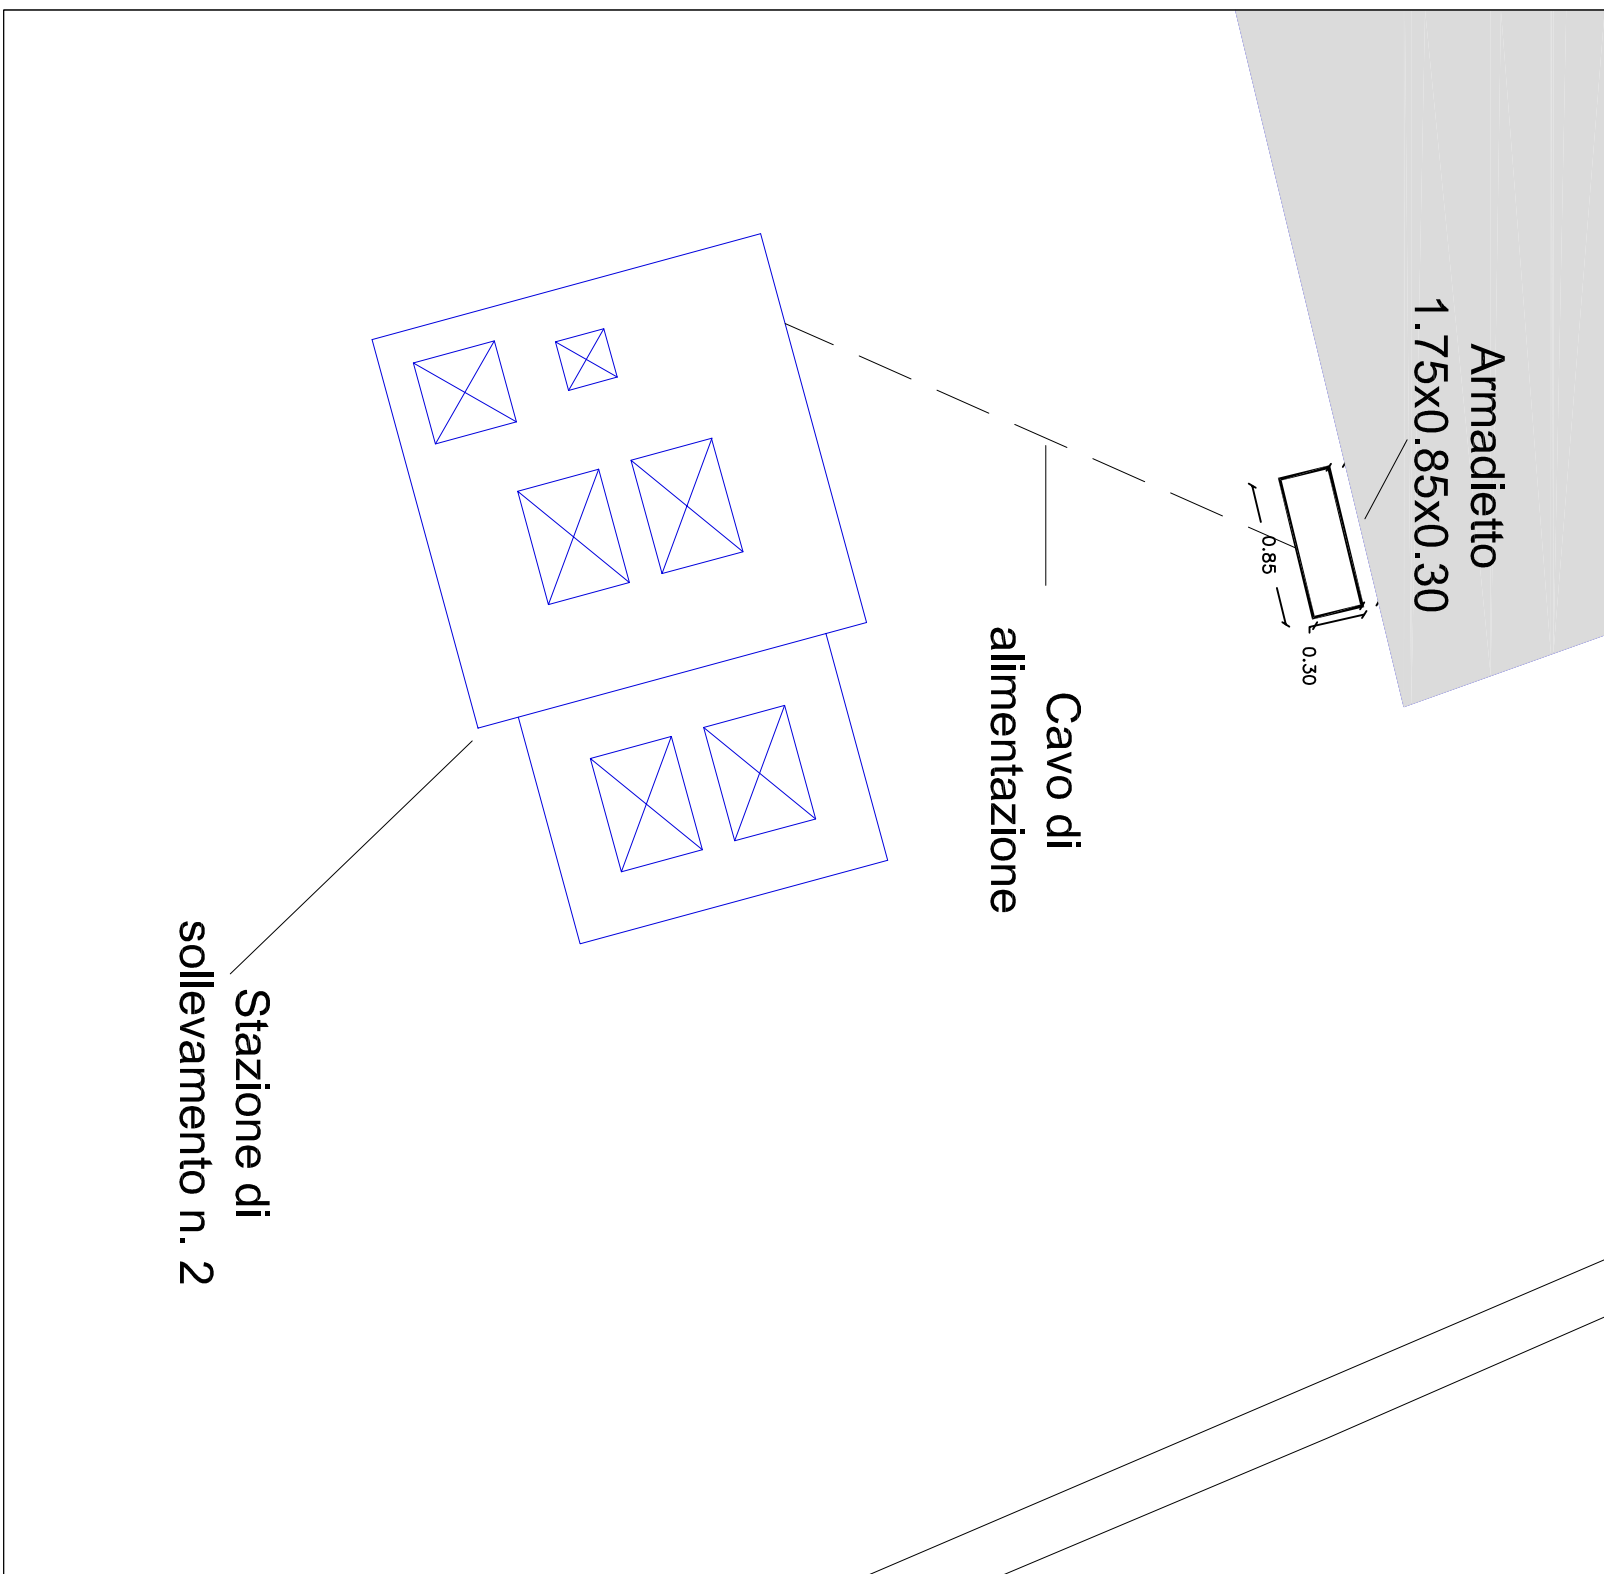 Armadietto
1.75x0.85x0.30
0.85
0.30
Cavo di
alimentazione
Stazione di
sollevamento n. 2